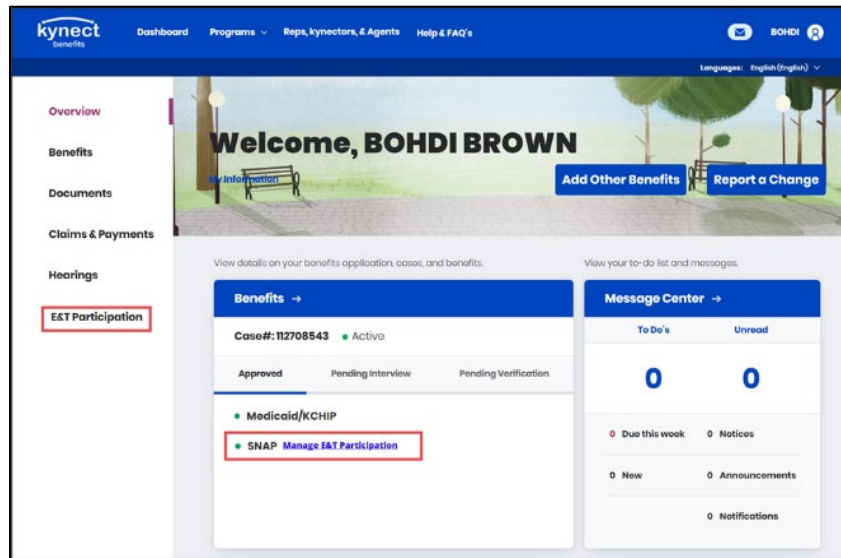 kynect
benefits
Dashboard
Programs
Reps, kynectors, & Agents
Help & FAQ's
BOHDI
Languages: English (English)
Overview
Benefits
Documents
Claims & Payments
Hearings
E&T Participation
Welcome, BOHDI BROWN
My Information
Add Other Benefits
Report a Change
View details on your benefits application, cases, and benefits.
Benefits →
Case#: 112708543 • Active
Approved
Pending Interview
Pending Verification
• Medicaid/KCHIP
• SNAP Manage E&T Participation
View your to-do list and messages.
Message Center →
To Do's
Unread
0
0
0 Due this week
0 Notices
0 New
0 Announcements
0 Notifications